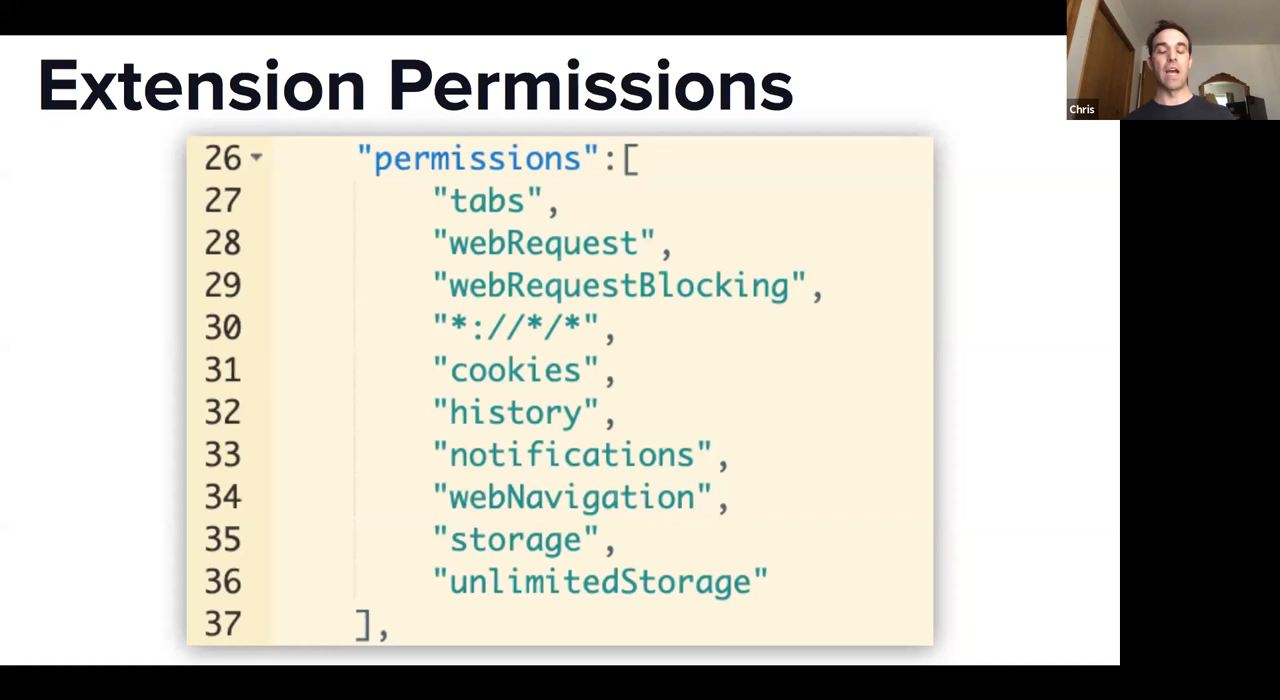 Extension Permissions
Chris
26 "permissions":[
27 "tabs",
28 "webRequest",
29 "webRequestBlocking",
30 "*://*/*",
31 "cookies",
32 "history",
33 "notifications",
34 "webNavigation",
35 "storage",
36 "unlimitedStorage"
37 ],